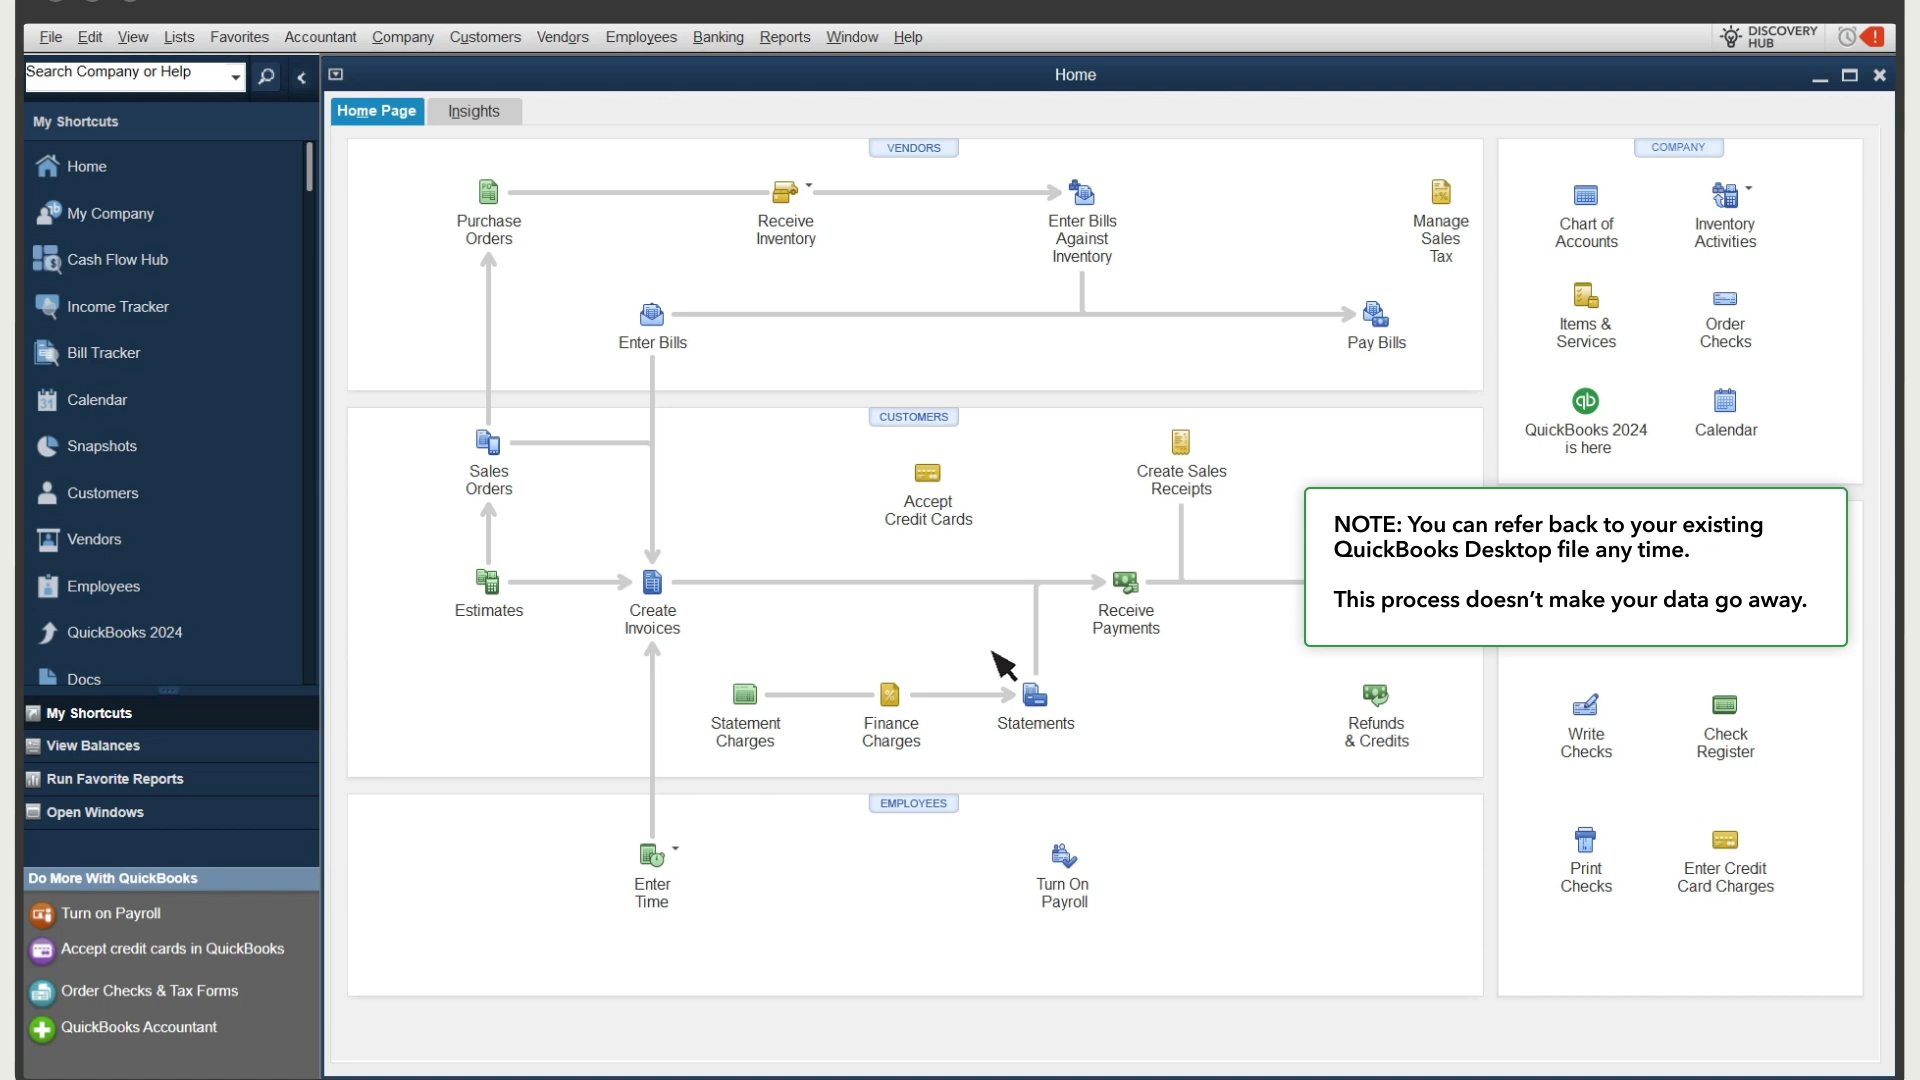 File Edit View Lists Favorites Accountant Company Customers Vendors Employees Banking Reports Window Help
DISCOVERY
HUB
Search Company or Help
Home
My Shortcuts
Home
My Company
Cash Flow Hub
Income Tracker
Bill Tracker
Calendar
Snapshots
Customers
Vendors
Employees
QuickBooks 2024
Docs
My Shortcuts
View Balances
Run Favorite Reports
Open Windows
Do More With QuickBooks
Turn on Payroll
Accept credit cards in QuickBooks
Order Checks & Tax Forms
QuickBooks Accountant
Home Page
Insights
VENDORS
Purchase
Orders
Receive
Inventory
Enter Bills
Against
Inventory
Manage
Sales
Tax
Enter Bills
Pay Bills
CUSTOMERS
Sales
Orders
Accept
Credit Cards
Create Sales
Receipts
Estimates
Create
Invoices
Receive
Payments
Statement
Charges
Finance
Charges
Statements
Refunds
& Credits
EMPLOYEES
Enter
Time
Turn On
Payroll
COMPANY
Chart of
Accounts
Inventory
Activities
Items &
Services
Order
Checks
qb
QuickBooks 2024
is here
Calendar
NOTE: You can refer back to your existing
QuickBooks Desktop file any time.
This process doesn’t make your data go away.
Write
Checks
Check
Register
Print
Checks
Enter Credit
Card Charges